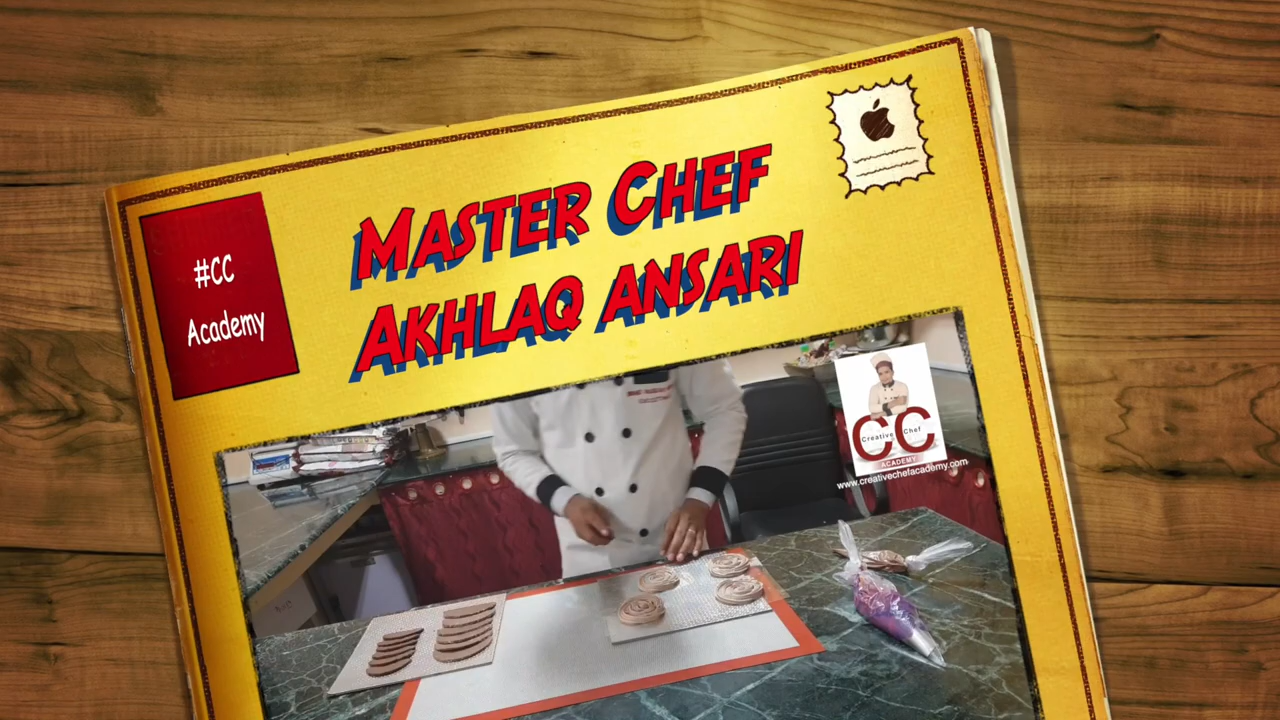 #CC
Academy
MASTER CHEF
AKHLAQ ANSARI
CC
Creative Chef
ACADEMY
www.creativechefacademy.com